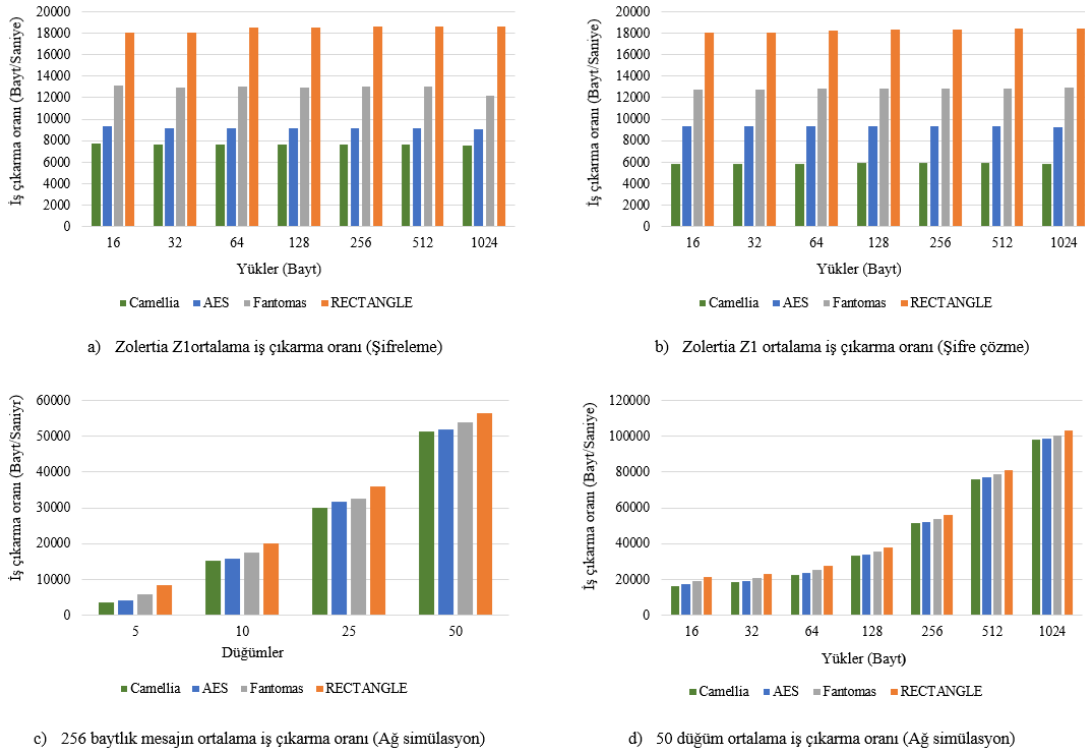 20000
18000
16000
14000
12000
10000
8000
6000
4000
2000
0
İş çıkarma oranı (Bayt/Saniye)
16 32 64 128 256 512 1024
Yükler (Bayt)
Camellia AES Fantomas RECTANGLE
a) Zolertia Z1ortalama iş çıkarma oranı (Şifreleme)
20000
18000
16000
14000
12000
10000
8000
6000
4000
2000
0
İş çıkarma oranı (Bayt/Saniye)
16 32 64 128 256 512 1024
Yükler (Bayt)
Camellia AES Fantomas RECTANGLE
b) Zolertia Z1 ortalama iş çıkarma oranı (Şifre çözme)
60000
50000
40000
30000
20000
10000
0
İş çıkarma oranı (Bayt/Saniyr)
5 10 25 50
Düğümler
Camellia AES Fantomas RECTANGLE
c) 256 baytlık mesajın ortalama iş çıkarma oranı (Ağ simülasyon)
120000
100000
80000
60000
40000
20000
0
İş çıkarma oranı (Bayt/Saniye)
16 32 64 128 256 512 1024
Yükler (Bayt)
Camellia AES Fantomas RECTANGLE
d) 50 düğüm ortalama iş çıkarma oranı (Ağ simülasyon)